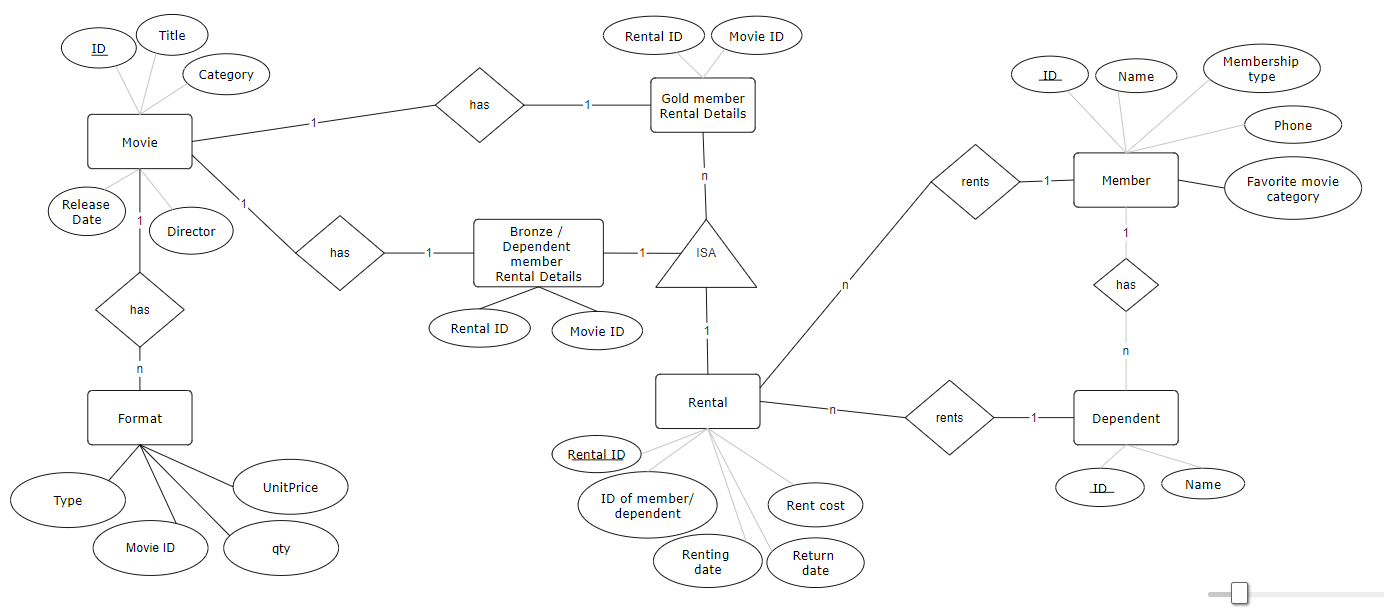 ID
Title
Category
Movie
Release
Date
Director
1
has
1
Rental ID
Movie ID
Gold member
Rental Details
n
1
has
1
Bronze /
Dependent
member
Rental Details
1
ISA
Rental ID
Movie ID
1
1
has
n
Format
Type
Movie ID
qty
UnitPrice
Rental
Rental ID
ID of member/
dependent
Renting
date
Return
date
Rent cost
n
rents
1
n
rents
1
ID
Name
Membership
type
Phone
Favorite movie
category
Member
1
has
n
Dependent
ID
Name